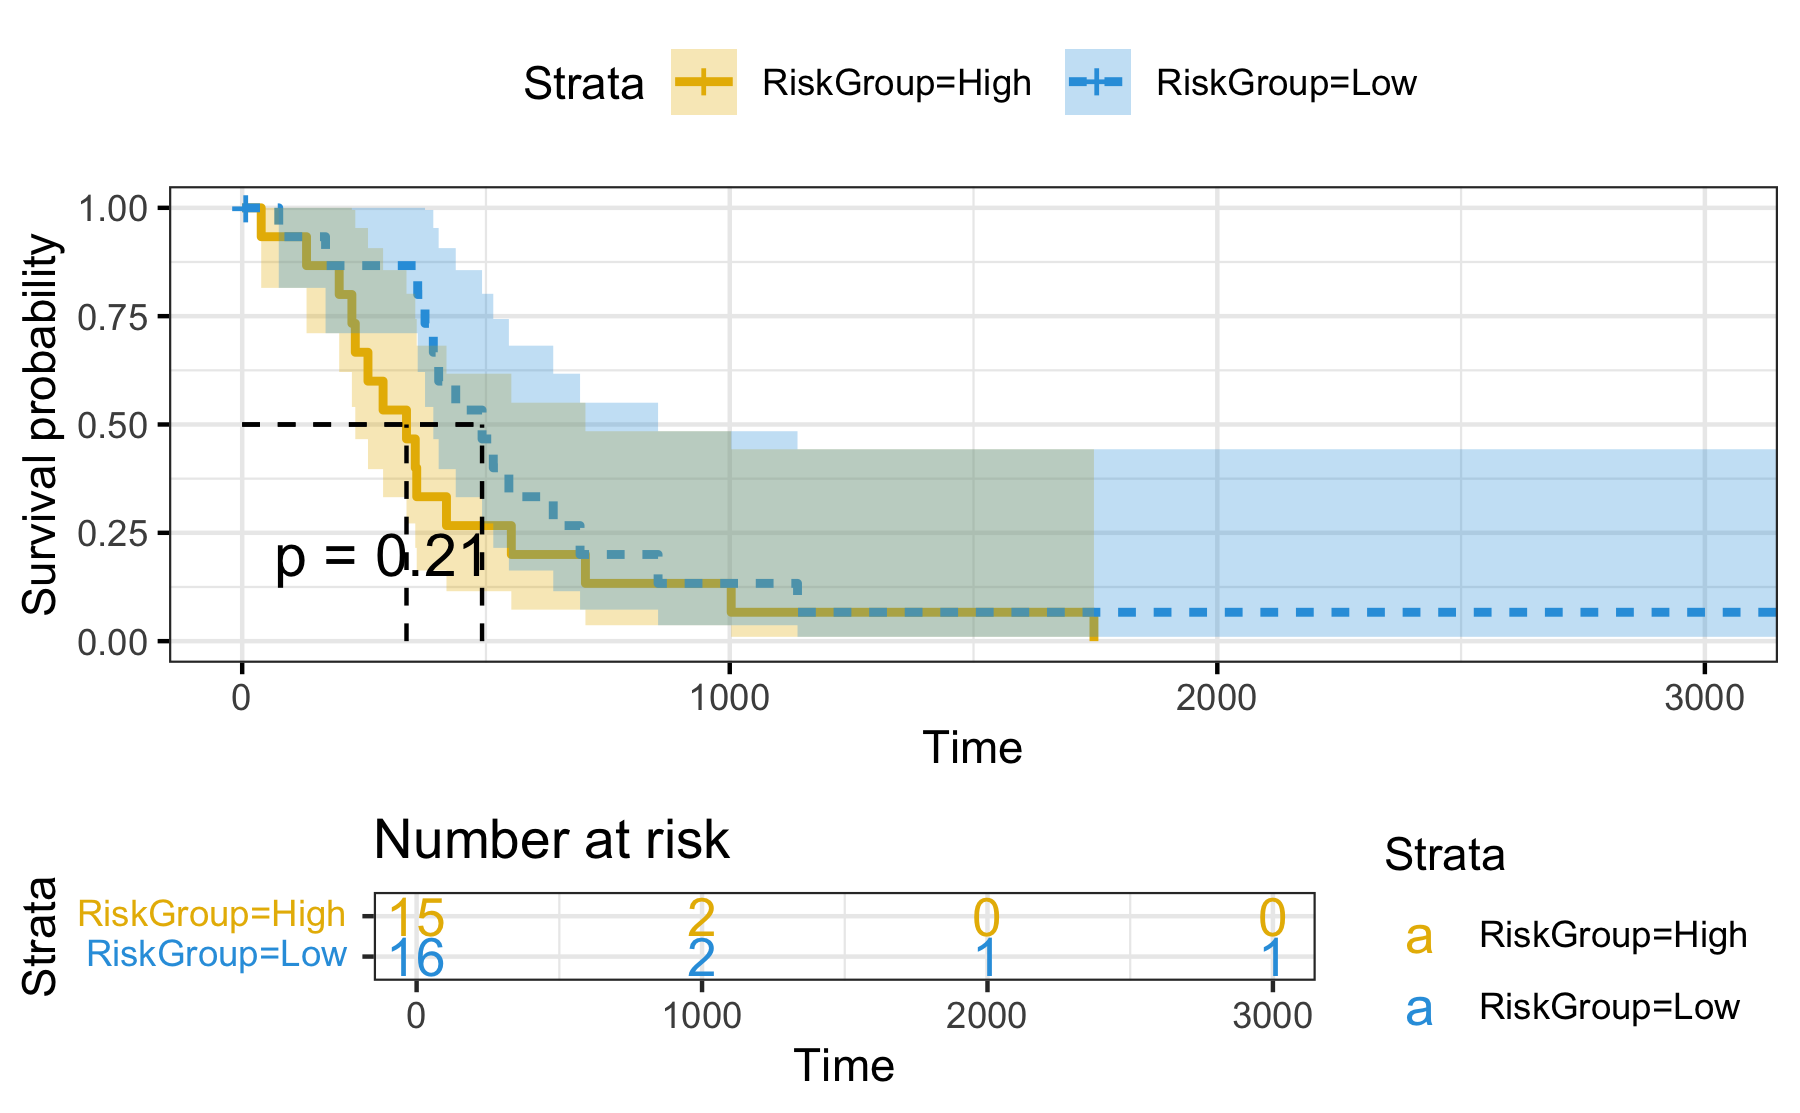 Strata RiskGroup=High RiskGroup=Low
Survival probability
1.00
0.75
0.50
0.25
0.00
p = 0.21
0 1000 2000 3000
Time
Number at risk
Strata
RiskGroup=High 15 2 0 0
RiskGroup=Low 16 2 1 1
0 1000 2000 3000
Time
Strata
a RiskGroup=High
a RiskGroup=Low